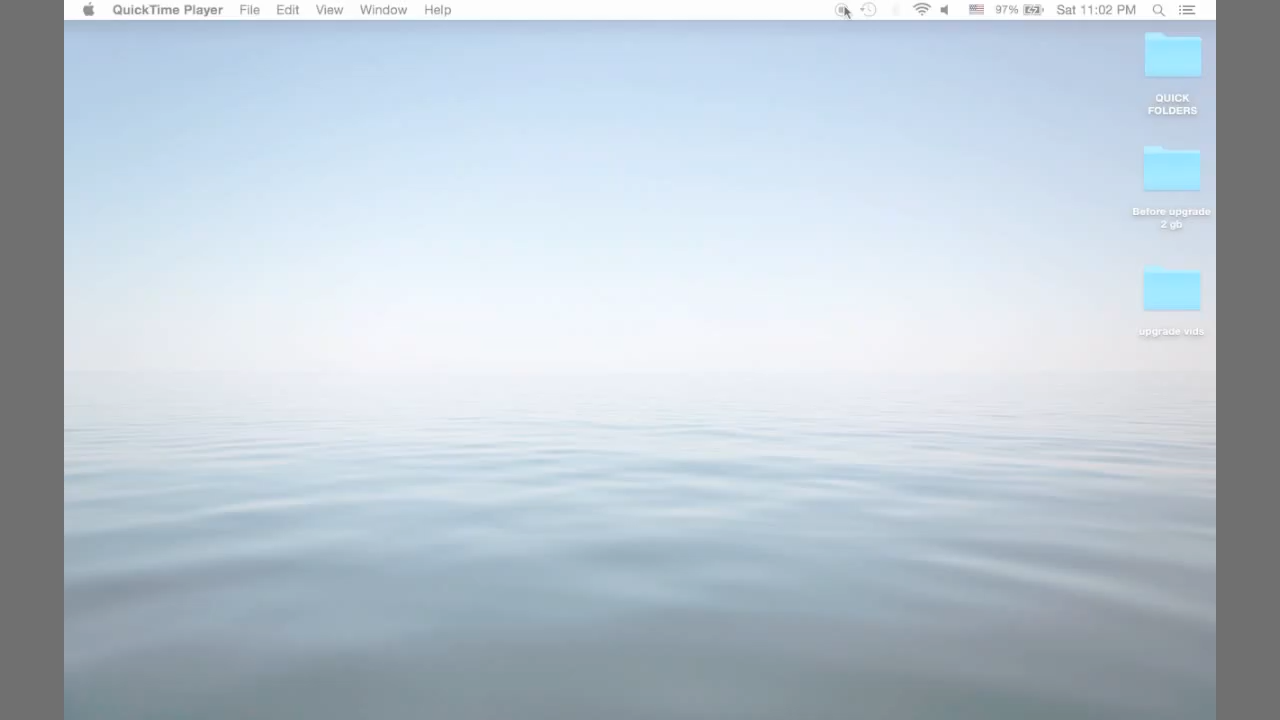 QuickTime Player File Edit View Window Help 97% Sat 11:02 PM
QUICK
FOLDERS
Before upgrade
2 gb
upgrade vids